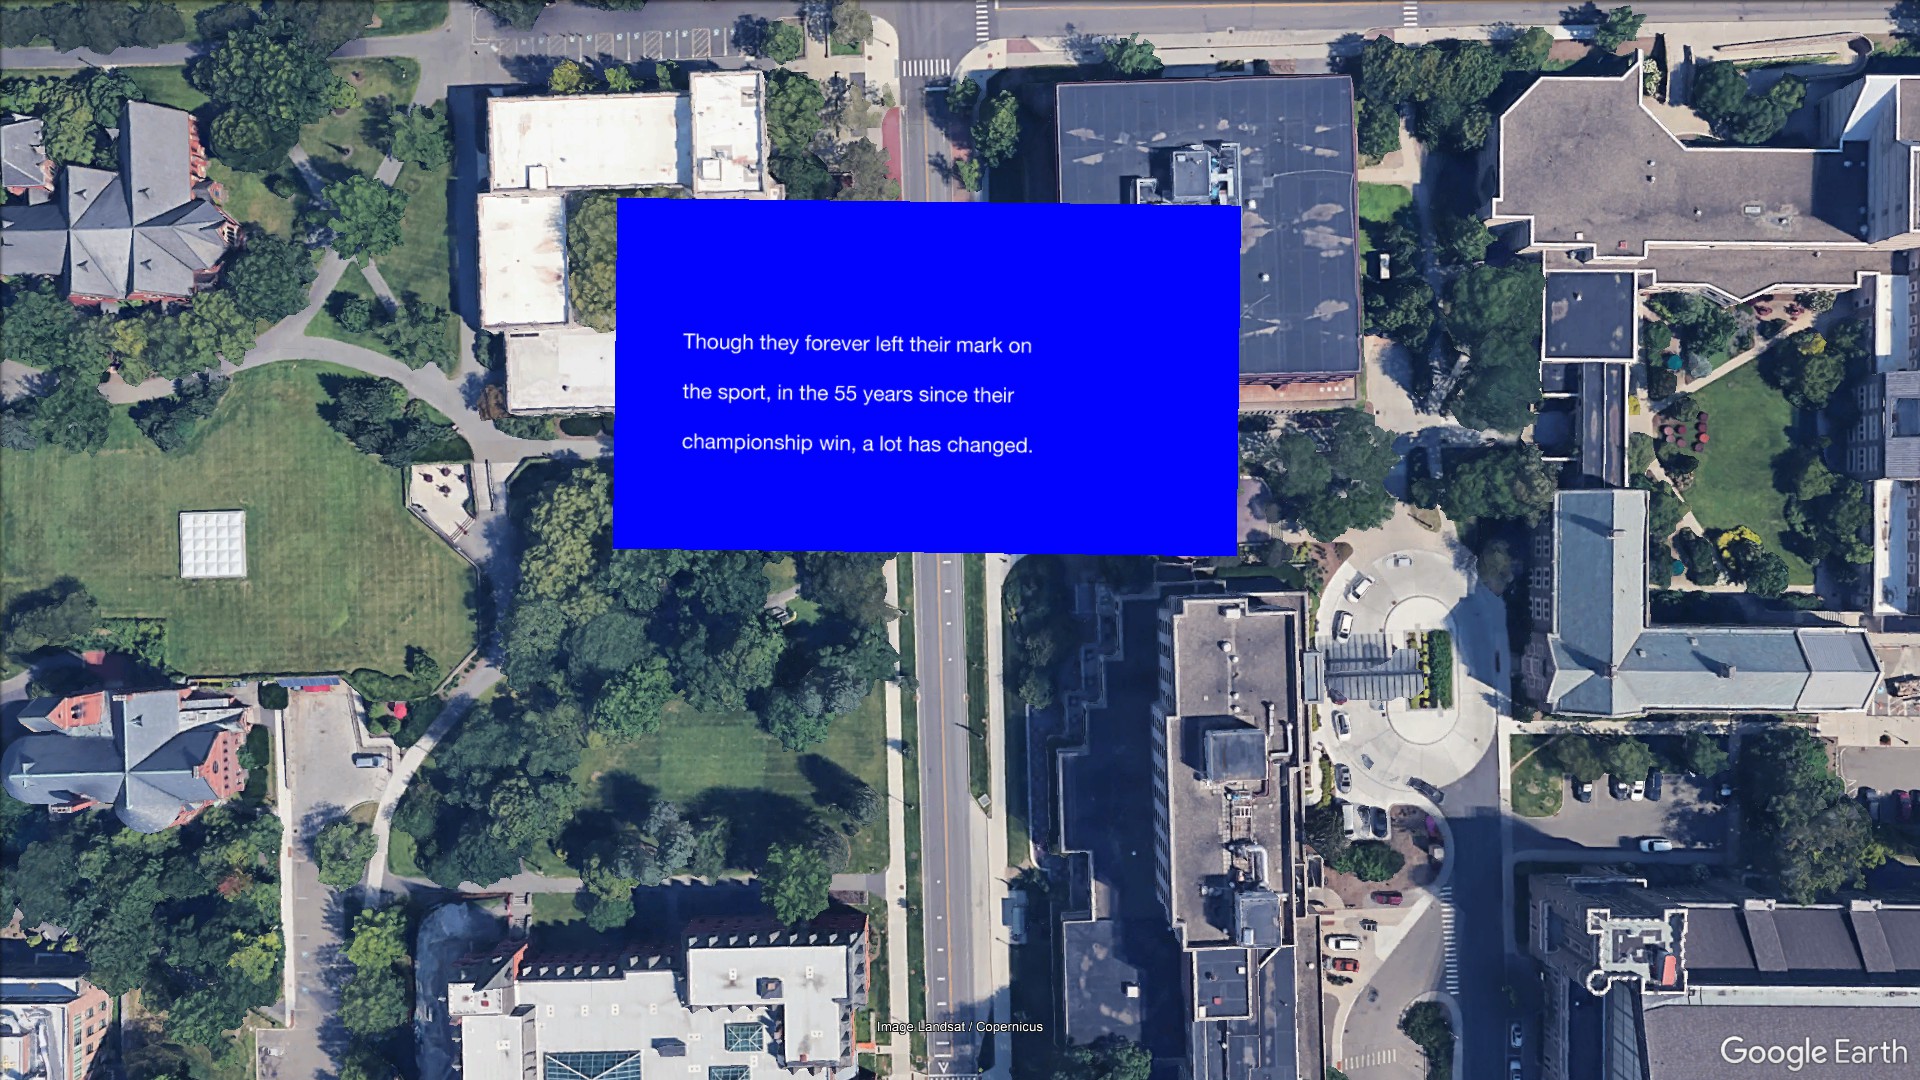 Though they forever left their mark on
the sport, in the 55 years since their
championship win, a lot has changed.
Image Landsat / Copernicus
Google Earth